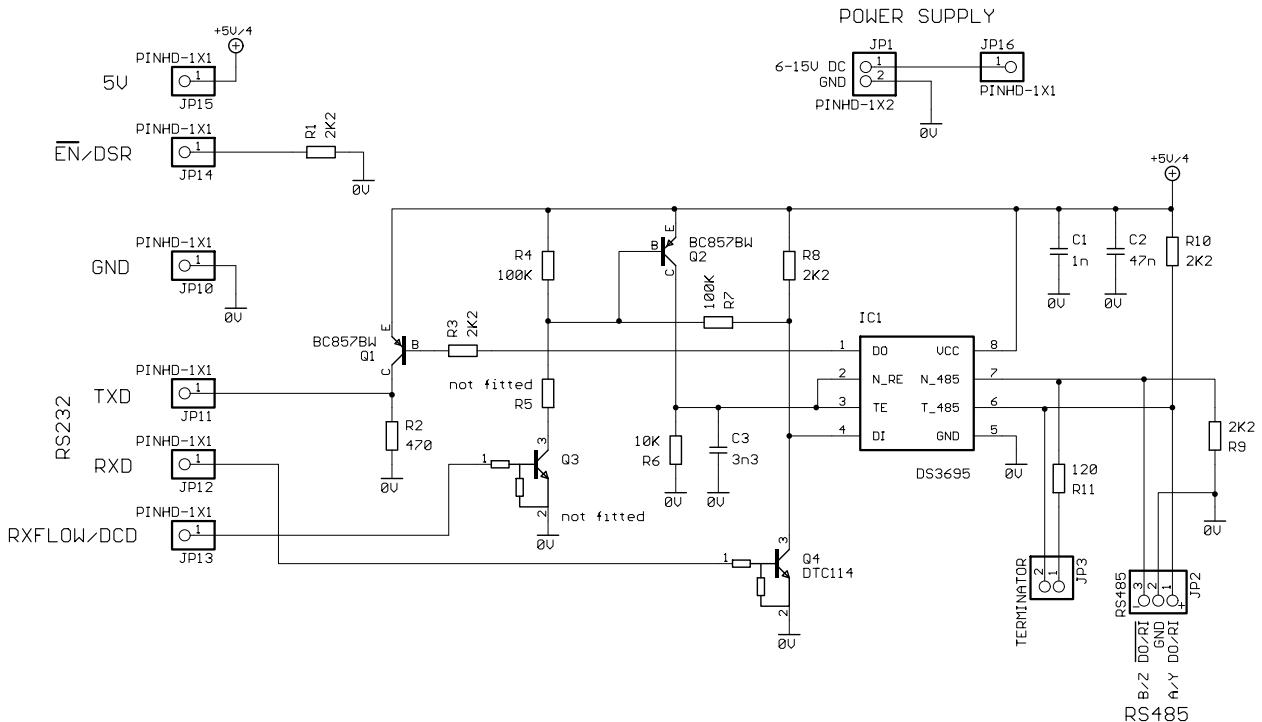 POWER SUPPLY
+5V/4
PINHD-1X1
5V
1
JP15
JP1
6-15V DC
1
GND
2
PINHD-1X2
0V
JP16
1
PINHD-1X1
PINHD-1X1
EN/DSR
1
JP14
R1
2K2
0V
+5V/4
PINHD-1X1
GND
1
JP10
0V
R4
100K
E
B
C
BC857BW
Q2
100K
R7
R8
2K2
C1
1n
0V
C2
47n
0V
R10
2K2
BC857BW
Q1
E
B
C
R3
2K2
IC1
1
DO
VCC
8
2
N_RE
N_485
7
3
TE
T_485
6
4
DI
GND
5
DS3695
0V
RS232
PINHD-1X1
TXD
1
JP11
R2
470
0V
not fitted
R5
PINHD-1X1
RXD
1
JP12
1
3
Q3
2
not fitted
0V
10K
R6
0V
C3
3n3
0V
120
R11
2K2
R9
0V
PINHD-1X1
RXFLOW/DCD
1
JP13
1
3
Q4
DTC114
2
0V
TERMINATOR
2
1
JP3
RS485
3
2
1
-
+
JP2
B/Z DO/RI
GND
A/Y DO/RI
RS485